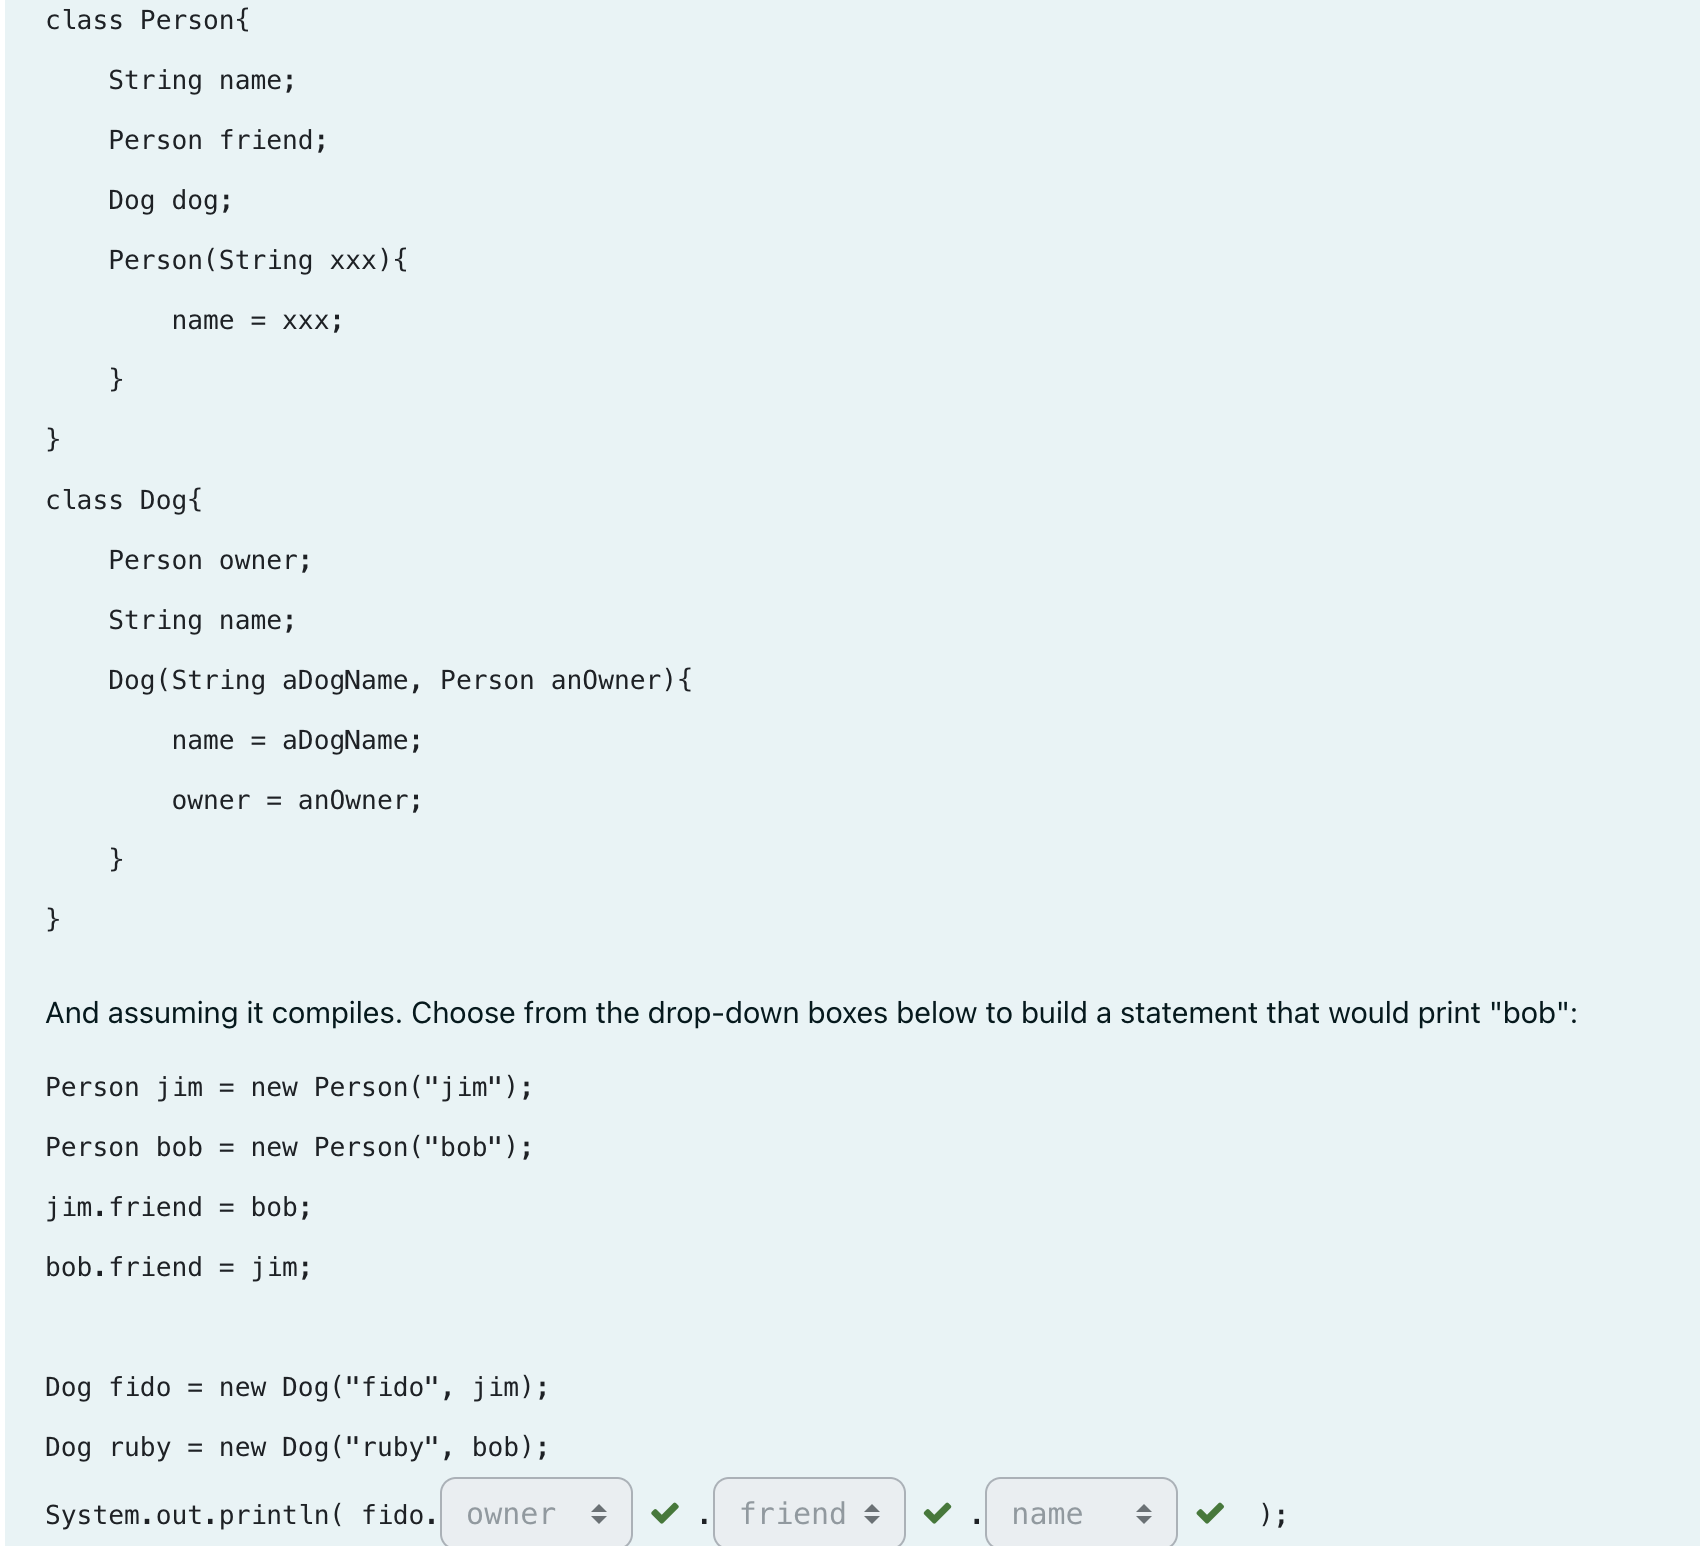 class Person{
    String name;
    Person friend;
    Dog dog;
    Person(String xxx){
        name = xxx;
    }
}
class Dog{
    Person owner;
    String name;
    Dog(String aDogName, Person anOwner){
        name = aDogName;
        owner = anOwner;
    }
}
And assuming it compiles. Choose from the drop-down boxes below to build a statement that would print "bob":
Person jim = new Person("jim");
Person bob = new Person("bob");
jim.friend = bob;
bob.friend = jim;
Dog fido = new Dog("fido", jim);
Dog ruby = new Dog("ruby", bob);
System.out.println( fido. owner . friend . name );